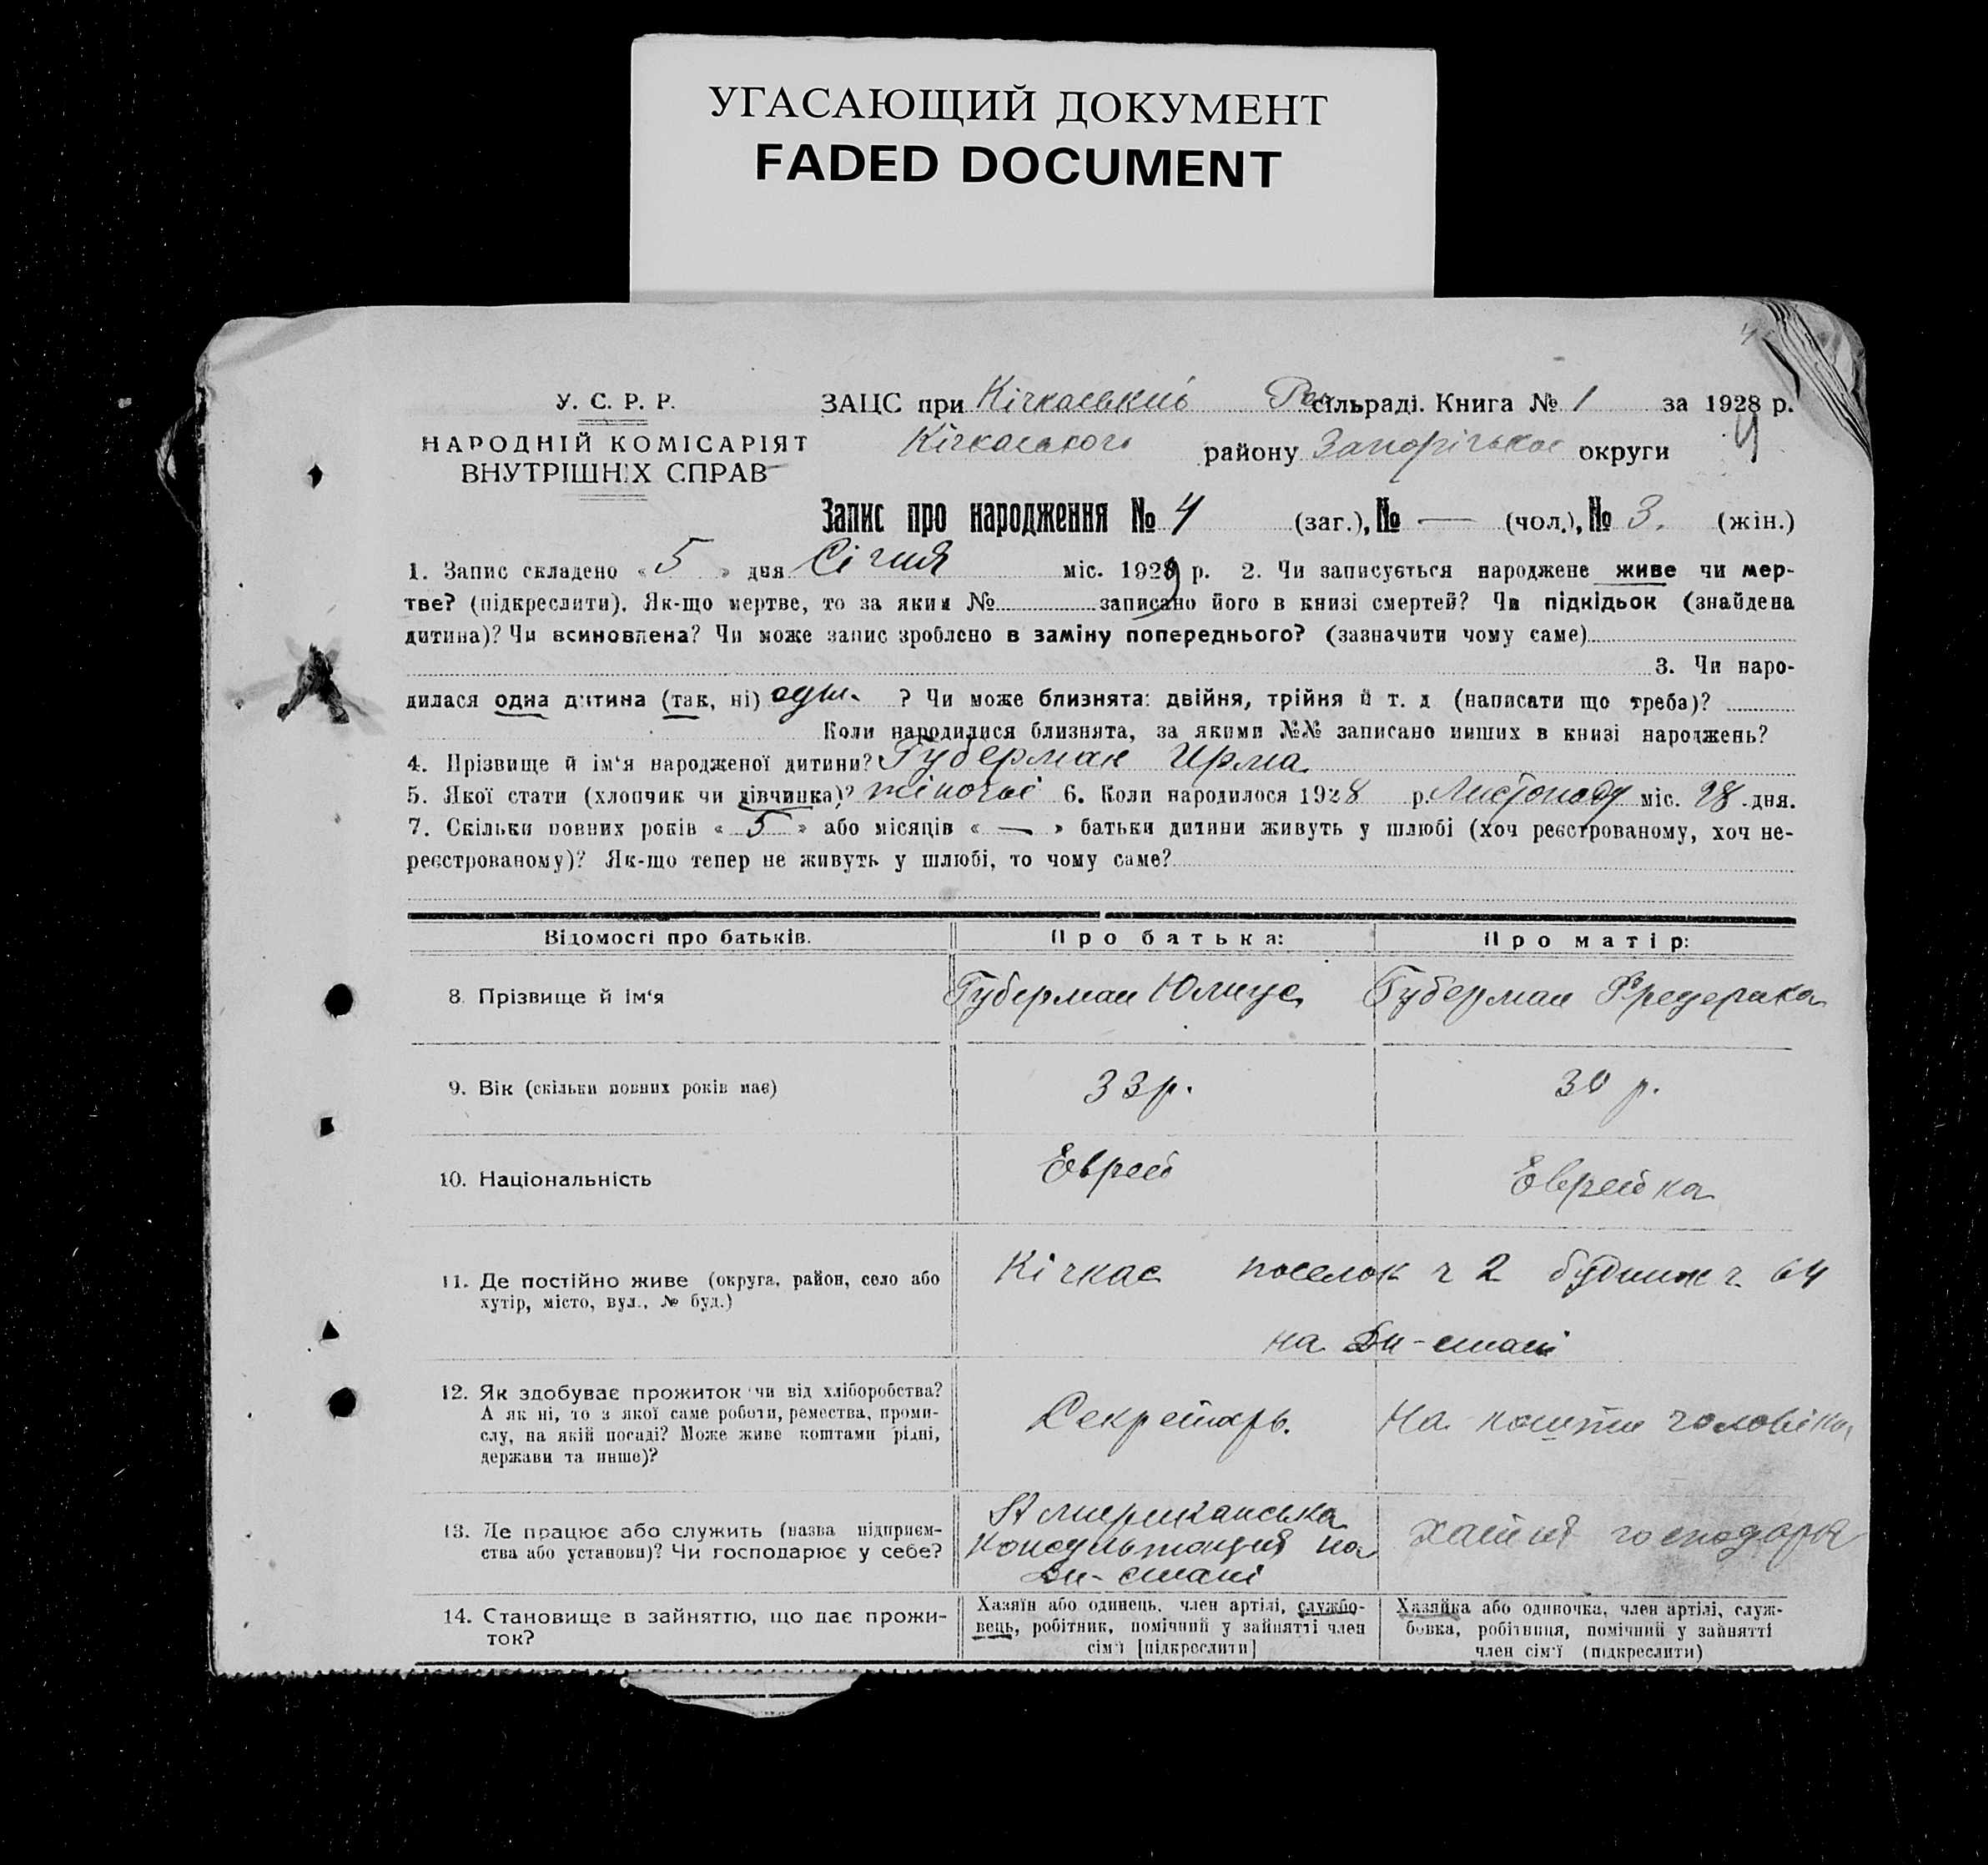 УГАСАЮЩИЙ ДОКУМЕНТ
FADED DOCUMENT
У. С. Р. Р.
НАРОДНІЙ КОМІСАРІЯТ
ВНУТРІШНІХ СПРАВ
ЗАЦС при Кічкаській Рай сільраді. Книга № 1 за 1928 р.
Кічкаського району Запорізькоє округи
Запис про народження № 4 (заг.), № — (чол.), № 3. (жін.)
1. Запис складено « 5 » дня Січня міс. 1929 р. 2. Чи записується народжене живе чи мер-
тве? (підкреслити). Як-що мертве, то за яким № записано його в книзі смертей? Чи підкідьок (знайдена
дитина)? Чи всиновлена? Чи може запис зроблено в заміну попереднього? (зазначити чому саме)
3. Чи наро-
дилася одна дитина (так, ні) одна ? Чи може близнята: двійня, трійня й т. д (написати що треба)?
Коли народилися близнята, за якими №№ записано инших в книзі народжень?
4. Прізвище й ім‘я народженої дитини? Губерман Ирма
5. Якої стати (хлопчик чи дівчинка)? жіночої 6. Коли народилося 1928 р. Листопаду міс. 28 дня.
7. Скільки повних років « 5 » або місяців « — » батьки дитини живуть у шлюбі (хоч реєстрованому, хоч не-
реєстрованому)? Як-що тепер не живуть у шлюбі, то чому саме?
Відомості про батьків. Про батька: Про матір:
8. Прізвище й ім‘я Губерман Юлиус Губерман Фредерика
9. Вік (скільки повних років має) 33 р. 30 р.
10. Національність Еврей Еврейка
11. Де постійно живе (округа, район, село або
хутір, місто, вул., № буд.)
Кічкас поселок ч 2 будинк ч 64
на Дн-стані
12. Як здобуває прожиток чи від хліборобства?
А як ні, то з якої саме роботи, ремества, проми-
слу, на якій посаді? Може живе коштами рідні,
держави та инше)?
Секретарь. На кошти чоловіка
13. Де працює або служить (назва підприєм-
ства або установи)? Чи господарює у себе?
Американська
консультация на
Дн-стані
хатня господарка
14. Становище в зайняттю, що дає прожи-
ток?
Хазяїн або одинець, член артілі, службо-
вець, робітник, помічний у зайнятті член
сім‘ї [підкреслити]
Хазяйка або одиночка, член артілі, служ-
бовка, робітниця, помічний у зайнятті
член сім‘ї (підкреслити)